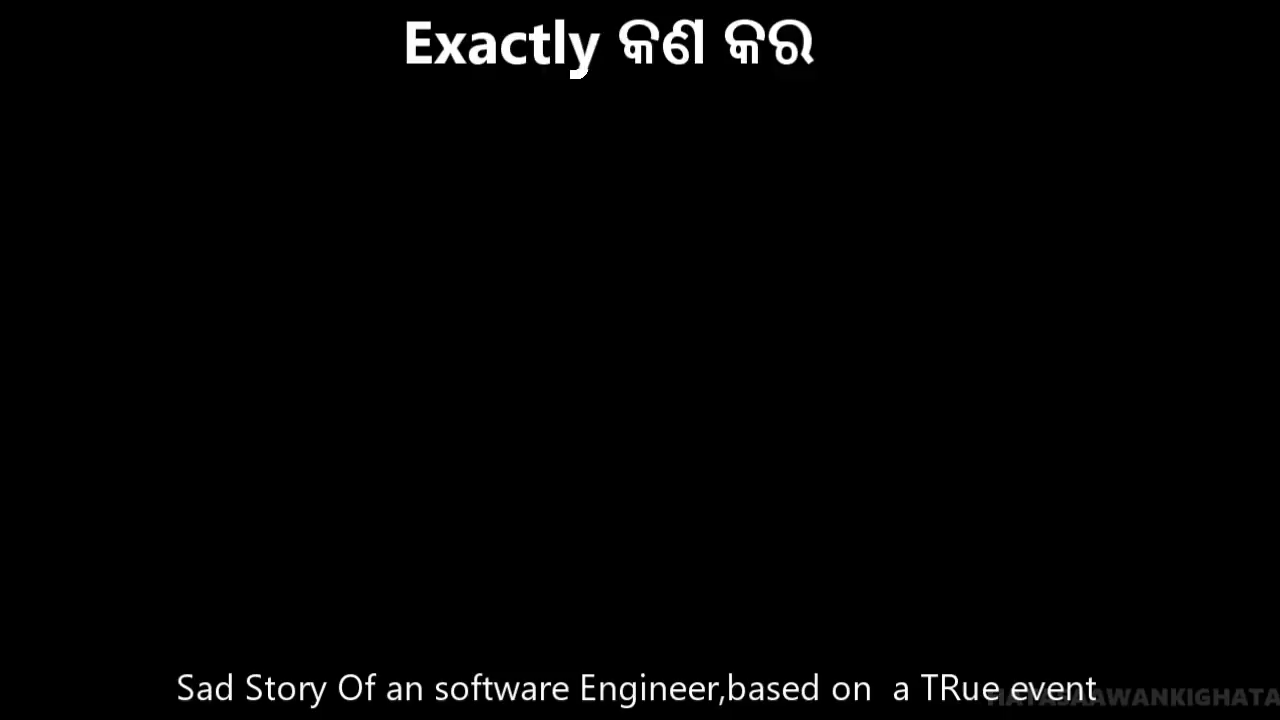 Exactly କଣ କର
Sad Story Of an software Engineer,based on  a TRue event